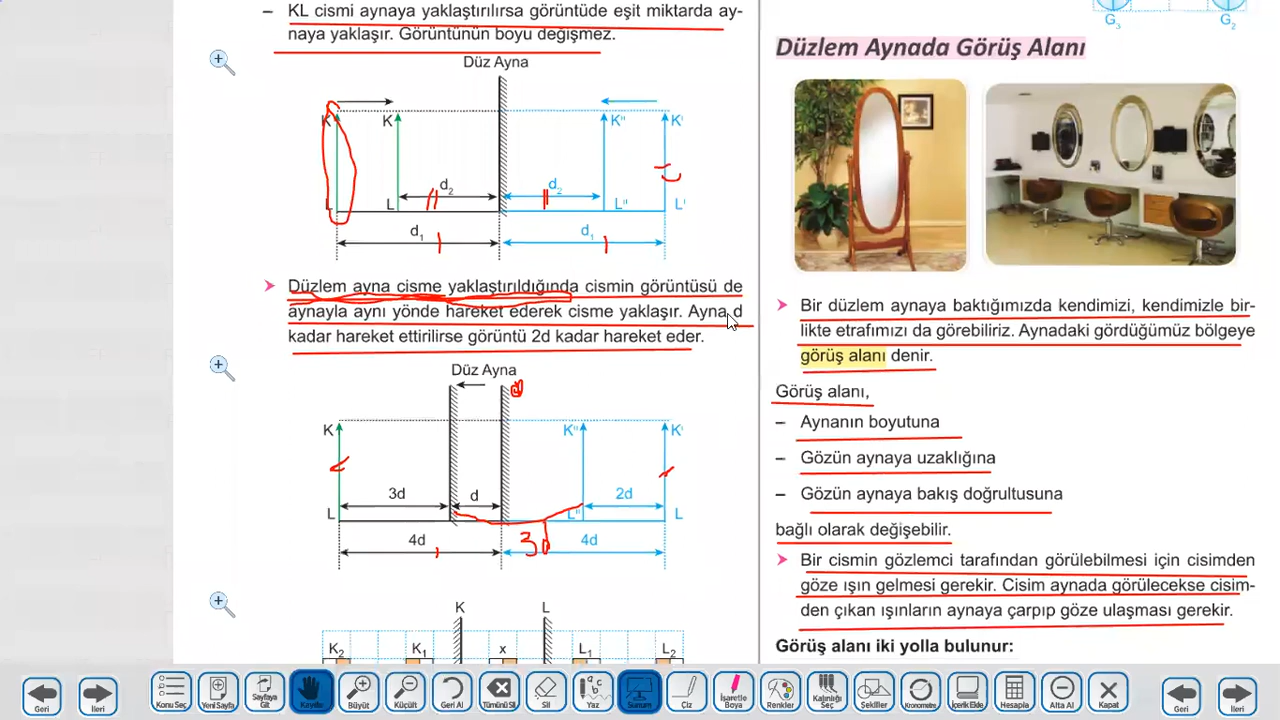 – KL cismi aynaya yaklaştırılırsa görüntüde eşit miktarda ay-
naya yaklaşır. Görüntünün boyu değişmez.
Düz Ayna
K K K'' K'
d₂ d₂
L L L'' L'
d₁ d₁
Düzlem ayna cisme yaklaştırıldığında cismin görüntüsü de
aynayla aynı yönde hareket ederek cisme yaklaşır. Ayna d
kadar hareket ettirilirse görüntü 2d kadar hareket eder.
Düz Ayna
d
K K'' K'
3d d 2d
L L'' L
4d 3d 4d
K L
K₂ K₁ x L₁ L₂
G₃ G₂
Düzlem Aynada Görüş Alanı
Bir düzlem aynaya baktığımızda kendimizi, kendimizle bir-
likte etrafımızı da görebiliriz. Aynadaki gördüğümüz bölgeye
görüş alanı denir.
Görüş alanı,
– Aynanın boyutuna
– Gözün aynaya uzaklığına
– Gözün aynaya bakış doğrultusuna
bağlı olarak değişebilir.
Bir cismin gözlemci tarafından görülebilmesi için cisimden
göze ışın gelmesi gerekir. Cisim aynada görülecekse cisim-
den çıkan ışınların aynaya çarpıp göze ulaşması gerekir.
Görüş alanı iki yolla bulunur:
Geri İleri Konu Seç Yeni Sayfa Sayfaya Git Kaydır Büyüt Küçült Geri Al Tümünü Sil Sil Yaz Sunum Çiz İşaretle Boya Renkler Kalınlığı Seç Şekiller Kronometre İçerik Ekle Hesapla Alta Al Kapat Geri İleri